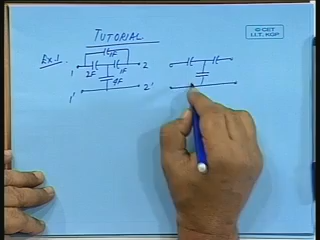 TUTORIAL
© CET
I.I.T. KGP
Ex.1
1F
1 2F 1F 2
4F
1' 2'